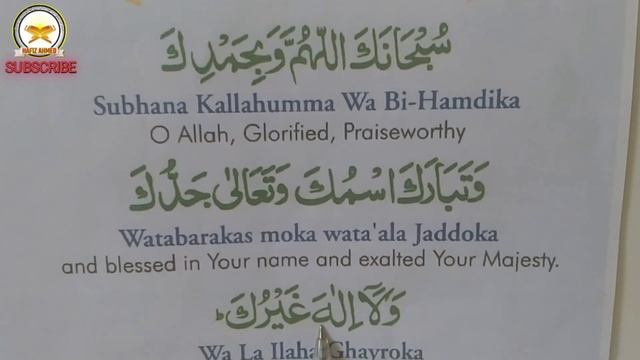 HAFIZ AHMED
SUBSCRIBE
سُبْحَانَكَ اللّٰهُمَّ وَبِحَمْدِكَ
Subhana Kallahumma Wa Bi-Hamdika
O Allah, Glorified, Praiseworthy
وَتَبَارَكَ اسْمُكَ وَتَعَالٰى جَدُّكَ
Watabarakas moka wata'ala Jaddoka
and blessed in Your name and exalted Your Majesty.
وَلَآ اِلٰهَ غَيْرُكَ
Wa La Ilaha Ghayroka